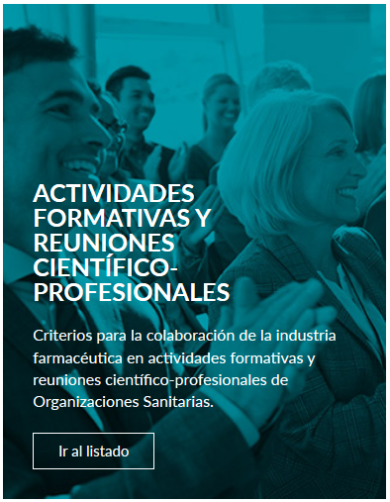 ACTIVIDADES
FORMATIVAS Y
REUNIONES
CIENTÍFICO-
PROFESIONALES
Criterios para la colaboración de la industria
farmacéutica en actividades formativas y
reuniones científico-profesionales de
Organizaciones Sanitarias.
Ir al listado